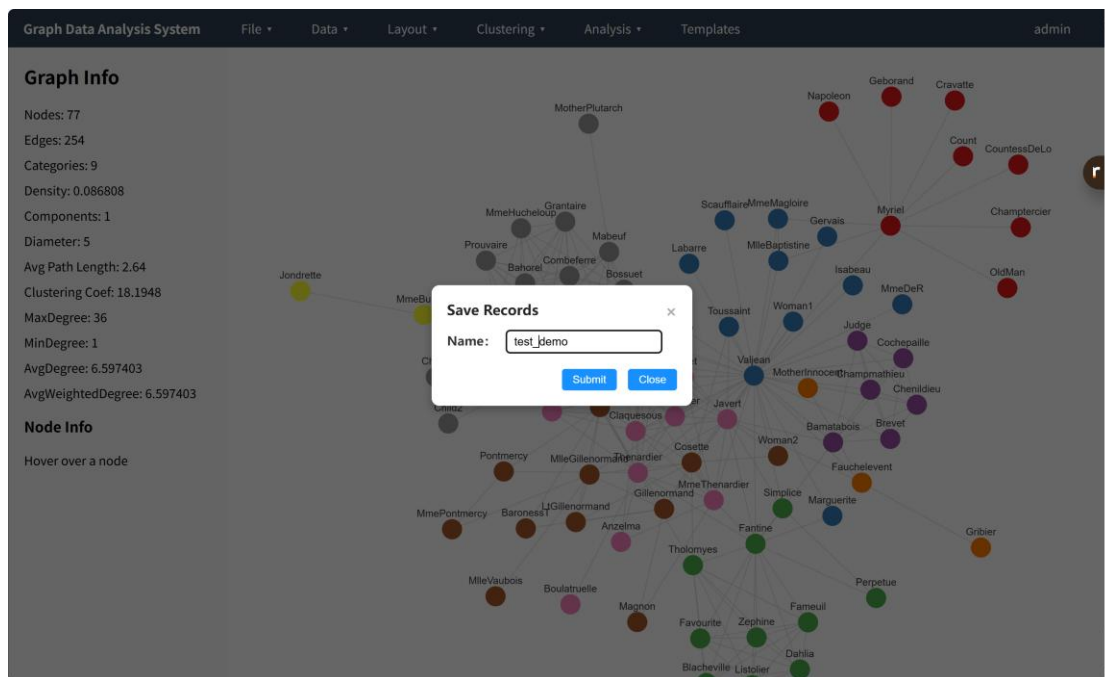 Graph Data Analysis System File ▾ Data ▾ Layout ▾ Clustering ▾ Analysis ▾ Templates admin
Graph Info
Nodes: 77
Edges: 254
Categories: 9
Density: 0.086808
Components: 1
Diameter: 5
Avg Path Length: 2.64
Clustering Coef: 18.1948
MaxDegree: 36
MinDegree: 1
AvgDegree: 6.597403
AvgWeightedDegree: 6.597403
Node Info
Hover over a node
Geborand
Cravatte
Napoleon
MotherPlutarch
Count
CountessDeLo
Grantaire
MmeHucheloup
Scaufflaire
MmeMagloire
Gervais
Myriel
Champtercier
Mabeuf
Prouvaire
Labarre
MlleBaptistine
Combeferre
Bahorel
Bossuet
Isabeau
OldMan
Jondrette
MmeBu
MmeDeR
Save Records
×
Name:
test_demo
Submit
Close
Toussaint
Woman1
Judge
Cochepaille
Valjean
MotherInnocent
Champmathieu
Chenildieu
Javert
Claquesous
Bamatabois
Brevet
Cosette
Woman2
Pontmercy
MlleGillenormand
Thenardier
Fauchelevent
MmeThenardier
Gillenormand
Simplice
Marguerite
MmePontmercy
BaronessT
LtGillenormand
Anzelma
Fantine
Gribier
Tholomyes
MlleVaubois
Boulatruelle
Perpetue
Magnon
Fameuil
Favourite
Zephine
Dahlia
Blacheville
Listolier
r